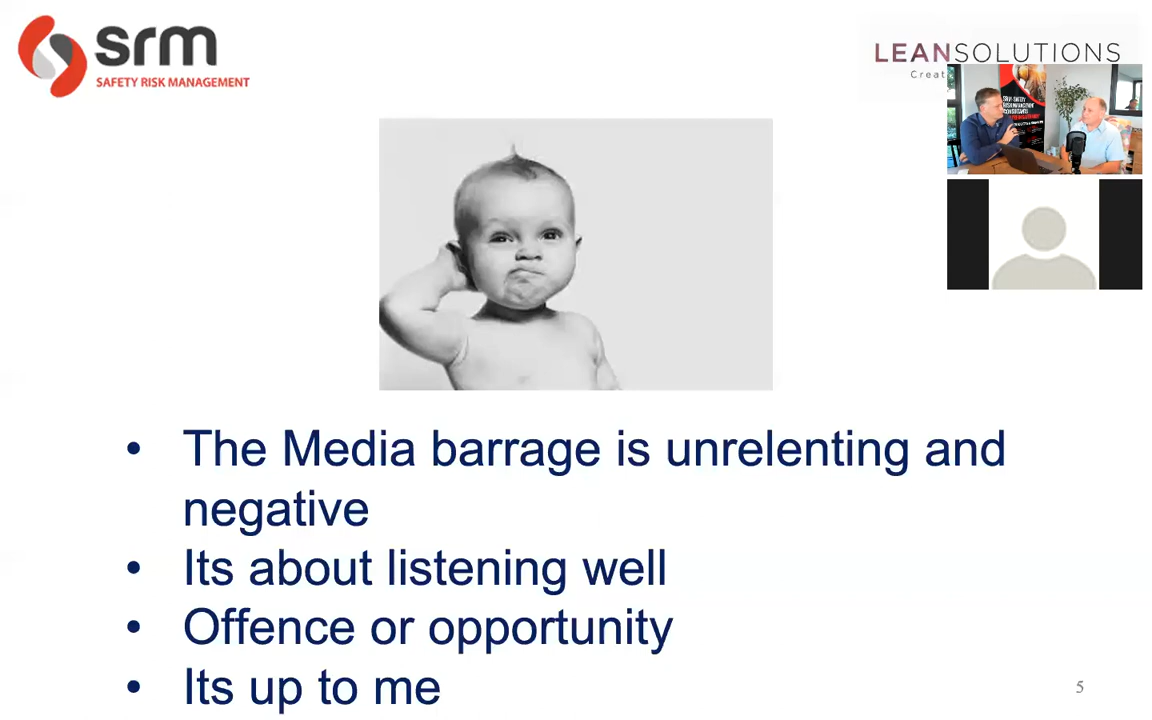 srm
SAFETY RISK MANAGEMENT
LEANSOLUTIONS
Creat
• The Media barrage is unrelenting and
negative
• Its about listening well
• Offence or opportunity
• Its up to me
5